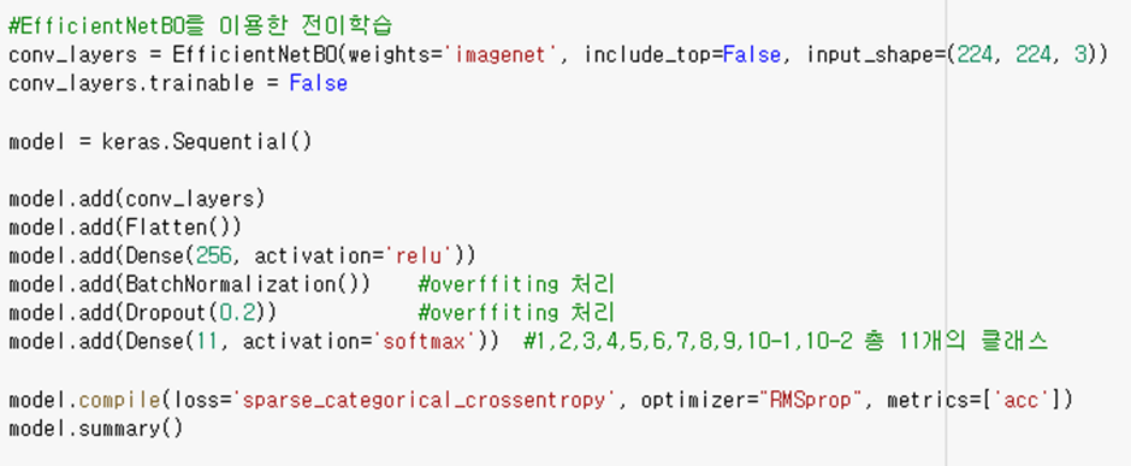 #EfficientNetB0를 이용한 전이학습
conv_layers = EfficientNetB0(weights='imagenet', include_top=False, input_shape=(224, 224, 3))
conv_layers.trainable = False
model = keras.Sequential()
model.add(conv_layers)
model.add(Flatten())
model.add(Dense(256, activation='relu'))
model.add(BatchNormalization())    #overffiting 처리
model.add(Dropout(0.2))            #overffiting 처리
model.add(Dense(11, activation='softmax'))  #1,2,3,4,5,6,7,8,9,10-1,10-2 총 11개의 클래스
model.compile(loss='sparse_categorical_crossentropy', optimizer="RMSprop", metrics=['acc'])
model.summary()